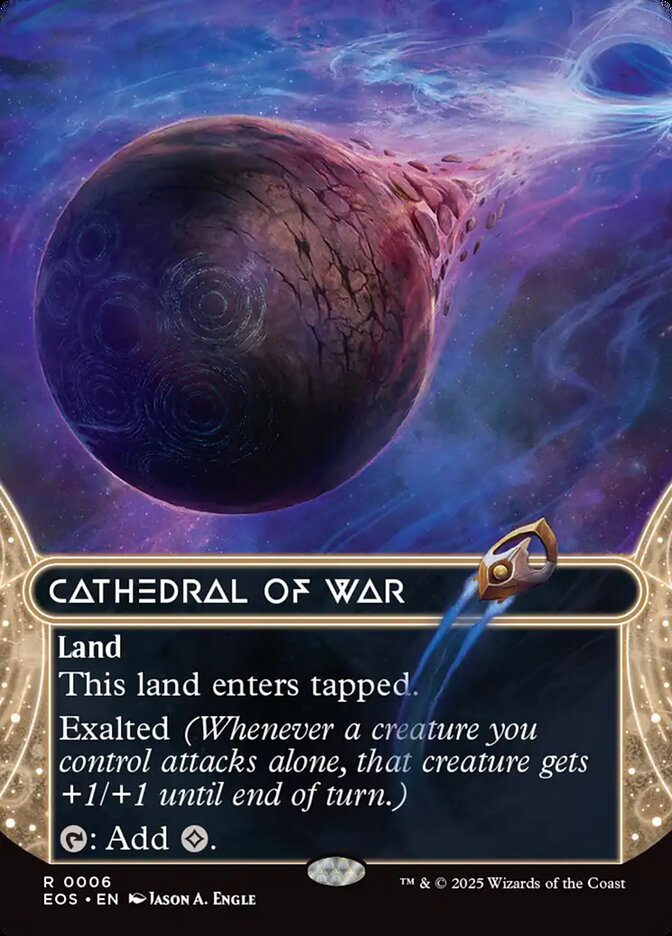 CATHEDRAL OF WAR
Land
This land enters tapped.
Exalted (Whenever a creature you
control attacks alone, that creature gets
+1/+1 until end of turn.)
: Add .
R 0006
EOS • EN Jason A. Engle
™ & © 2025 Wizards of the Coast